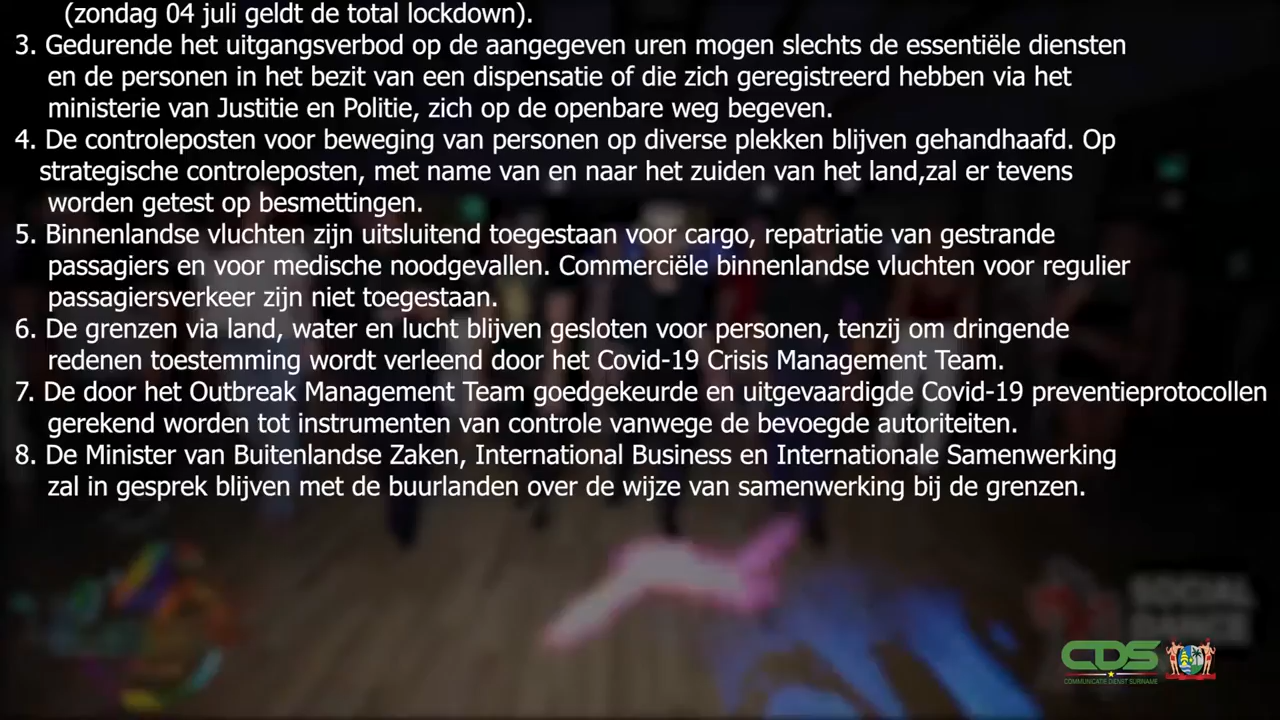 (zondag 04 juli geldt de total lockdown).
3. Gedurende het uitgangsverbod op de aangegeven uren mogen slechts de essentiële diensten
en de personen in het bezit van een dispensatie of die zich geregistreerd hebben via het
ministerie van Justitie en Politie, zich op de openbare weg begeven.
4. De controleposten voor beweging van personen op diverse plekken blijven gehandhaafd. Op
strategische controleposten, met name van en naar het zuiden van het land,zal er tevens
worden getest op besmettingen.
5. Binnenlandse vluchten zijn uitsluitend toegestaan voor cargo, repatriatie van gestrande
passagiers en voor medische noodgevallen. Commerciële binnenlandse vluchten voor regulier
passagiersverkeer zijn niet toegestaan.
6. De grenzen via land, water en lucht blijven gesloten voor personen, tenzij om dringende
redenen toestemming wordt verleend door het Covid-19 Crisis Management Team.
7. De door het Outbreak Management Team goedgekeurde en uitgevaardigde Covid-19 preventieprotocollen
gerekend worden tot instrumenten van controle vanwege de bevoegde autoriteiten.
8. De Minister van Buitenlandse Zaken, International Business en Internationale Samenwerking
zal in gesprek blijven met de buurlanden over de wijze van samenwerking bij de grenzen.
SOCIAL
DANCE
CDS
COMMUNICATIE DIENST SURINAME